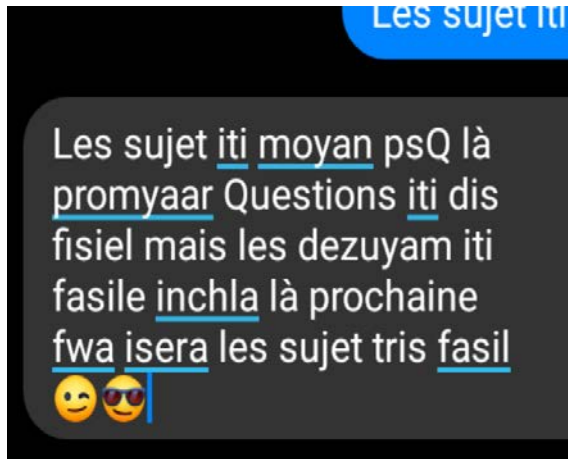 Les sujet iti
Les sujet iti moyan psQ là
promyaar Questions iti dis
fisiel mais les dezuyam iti
fasile inchla là prochaine
fwa isera les sujet tris fasil
😉😎